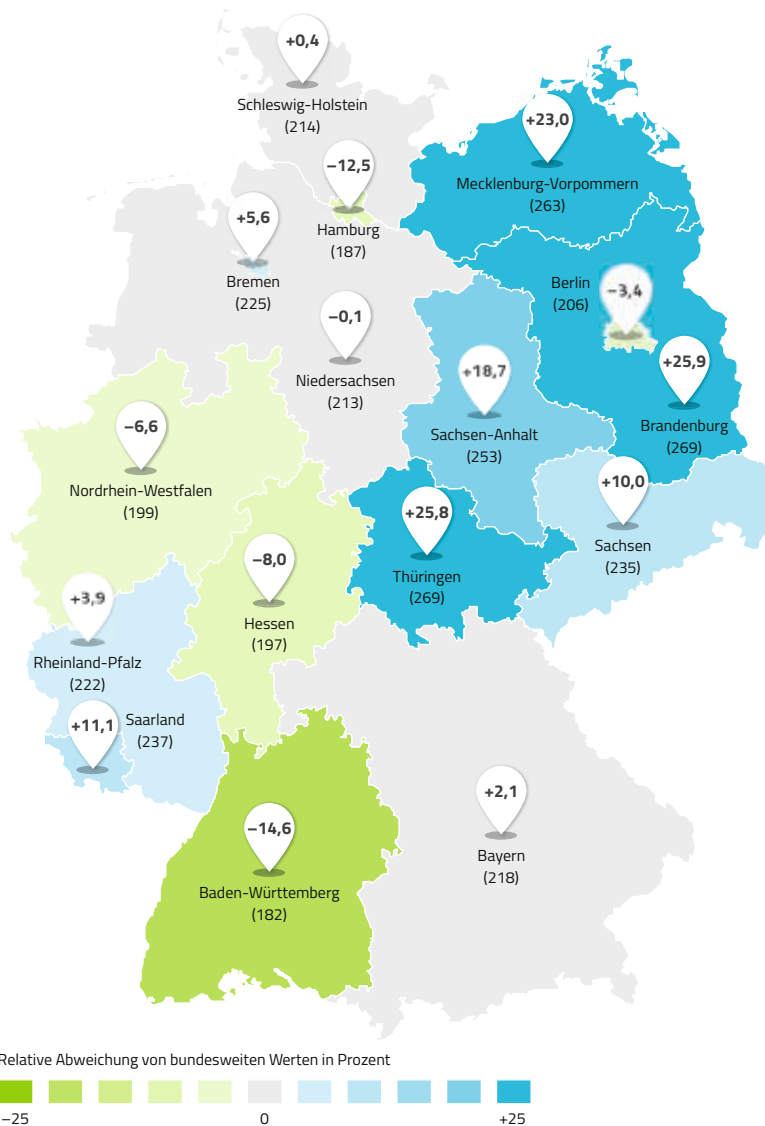 +0,4
Schleswig-Holstein
(214)
+23,0
Mecklenburg-Vorpommern
(263)
−12,5
Hamburg
(187)
+5,6
Bremen
(225)
Berlin
(206)
−3,4
−0,1
Niedersachsen
(213)
+18,7
Sachsen-Anhalt
(253)
+25,9
Brandenburg
(269)
−6,6
Nordrhein-Westfalen
(199)
+10,0
Sachsen
(235)
+25,8
Thüringen
(269)
−8,0
Hessen
(197)
+3,9
Rheinland-Pfalz
(222)
+11,1
Saarland
(237)
+2,1
Bayern
(218)
−14,6
Baden-Württemberg
(182)
Relative Abweichung von bundesweiten Werten in Prozent
−25 0 +25